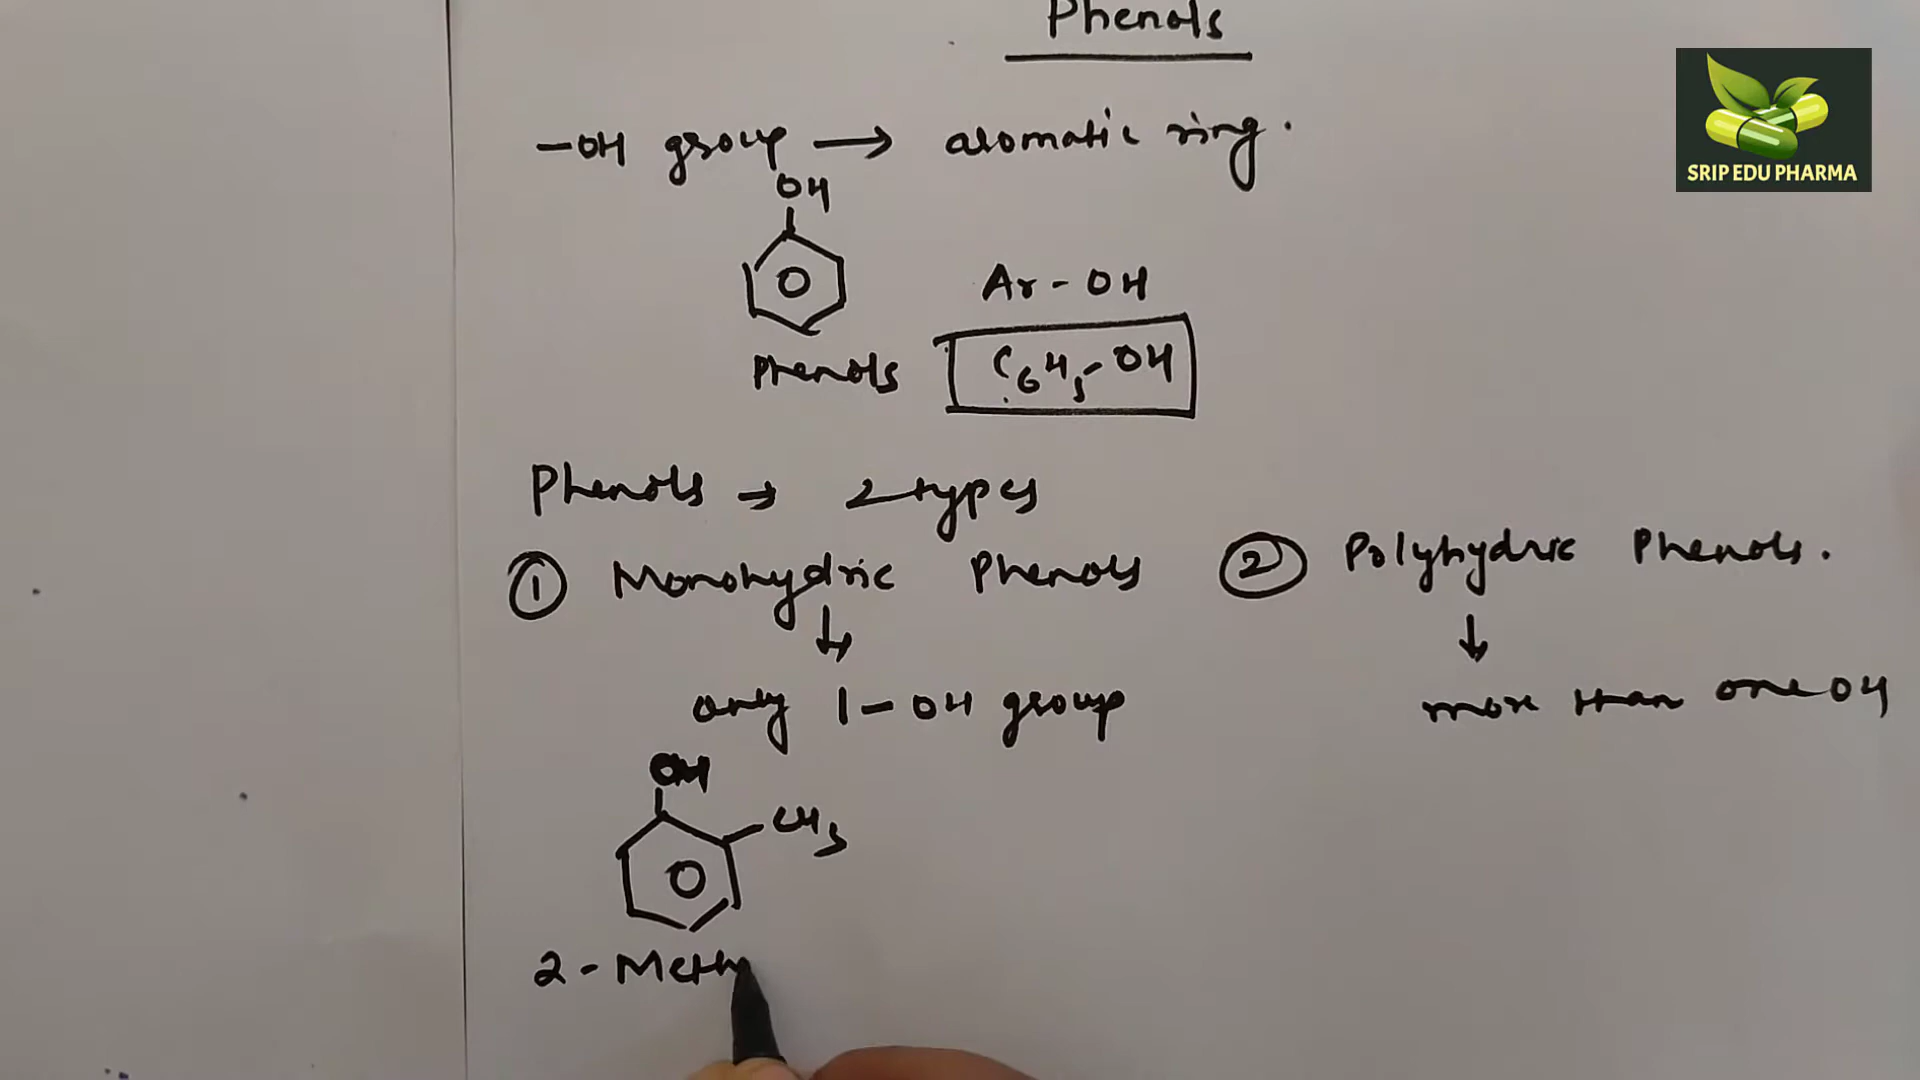 Phenols
-OH group → aromatic ring.
OH
Ar-OH
C6H5-OH
Phenols
Phenols → 2 types
① Monohydric Phenols
② Polyhydric Phenols.
↓
↓
only 1-OH group
more than one OH
OH
CH3
2-Meth
SRIP EDU PHARMA